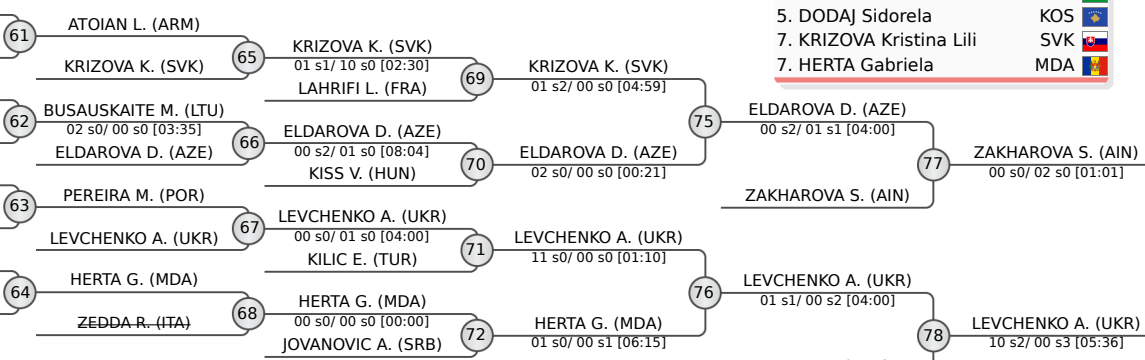 5. DODAJ Sidorela KOS
7. KRIZOVA Kristina Lili SVK
7. HERTA Gabriela MDA
61
ATOIAN L. (ARM)
KRIZOVA K. (SVK)
65
KRIZOVA K. (SVK)
01 s1/ 10 s0 [02:30]
LAHRIFI L. (FRA)
69
KRIZOVA K. (SVK)
01 s2/ 00 s0 [04:59]
62
BUSAUSKAITE M. (LTU)
02 s0/ 00 s0 [03:35]
ELDAROVA D. (AZE)
66
ELDAROVA D. (AZE)
00 s2/ 01 s0 [08:04]
KISS V. (HUN)
70
ELDAROVA D. (AZE)
02 s0/ 00 s0 [00:21]
75
ELDAROVA D. (AZE)
00 s2/ 01 s1 [04:00]
ZAKHAROVA S. (AIN)
77
ZAKHAROVA S. (AIN)
00 s0/ 02 s0 [01:01]
63
PEREIRA M. (POR)
LEVCHENKO A. (UKR)
67
LEVCHENKO A. (UKR)
00 s0/ 01 s0 [04:00]
KILIC E. (TUR)
71
LEVCHENKO A. (UKR)
11 s0/ 00 s0 [01:10]
64
HERTA G. (MDA)
ZEDDA R. (ITA)
68
HERTA G. (MDA)
00 s0/ 00 s0 [00:00]
JOVANOVIC A. (SRB)
72
HERTA G. (MDA)
01 s0/ 00 s1 [06:15]
76
LEVCHENKO A. (UKR)
01 s1/ 00 s2 [04:00]
78
LEVCHENKO A. (UKR)
10 s2/ 00 s3 [05:36]